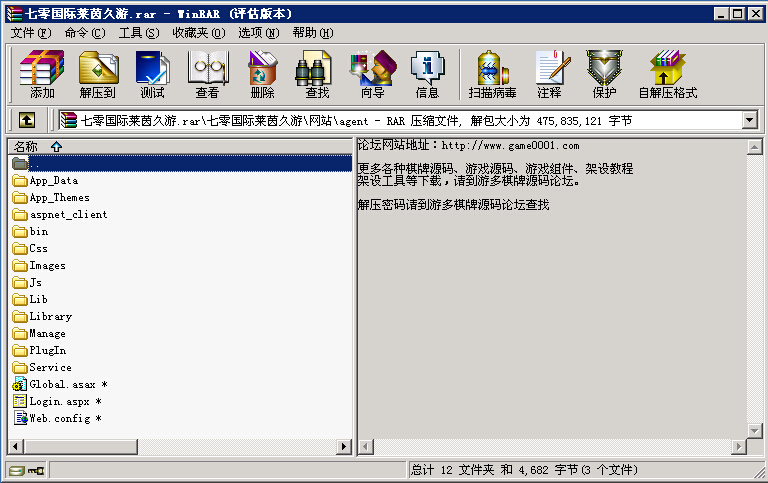 七零国际莱茵久游.rar - WinRAR (评估版本)
文件(F) 命令(C) 工具(S) 收藏夹(O) 选项(N) 帮助(H)
添加 解压到 测试 查看 删除 查找 向导 信息 扫描病毒 注释 保护 自解压格式
七零国际莱茵久游.rar\七零国际莱茵久游\网站\agent - RAR 压缩文件, 解包大小为 475,835,121 字节
名称
..
App_Data
App_Themes
aspnet_client
bin
Css
Images
Js
Lib
Library
Manage
PlugIn
Service
Global.asax *
Login.aspx *
Web.config *
论坛网站地址：http://www.game0001.com
更多各种棋牌源码、游戏源码、游戏组件、架设教程
架设工具等下载，请到游多棋牌源码论坛。
解压密码请到游多棋牌源码论坛查找
总计 12 文件夹 和 4,682 字节(3 个文件)